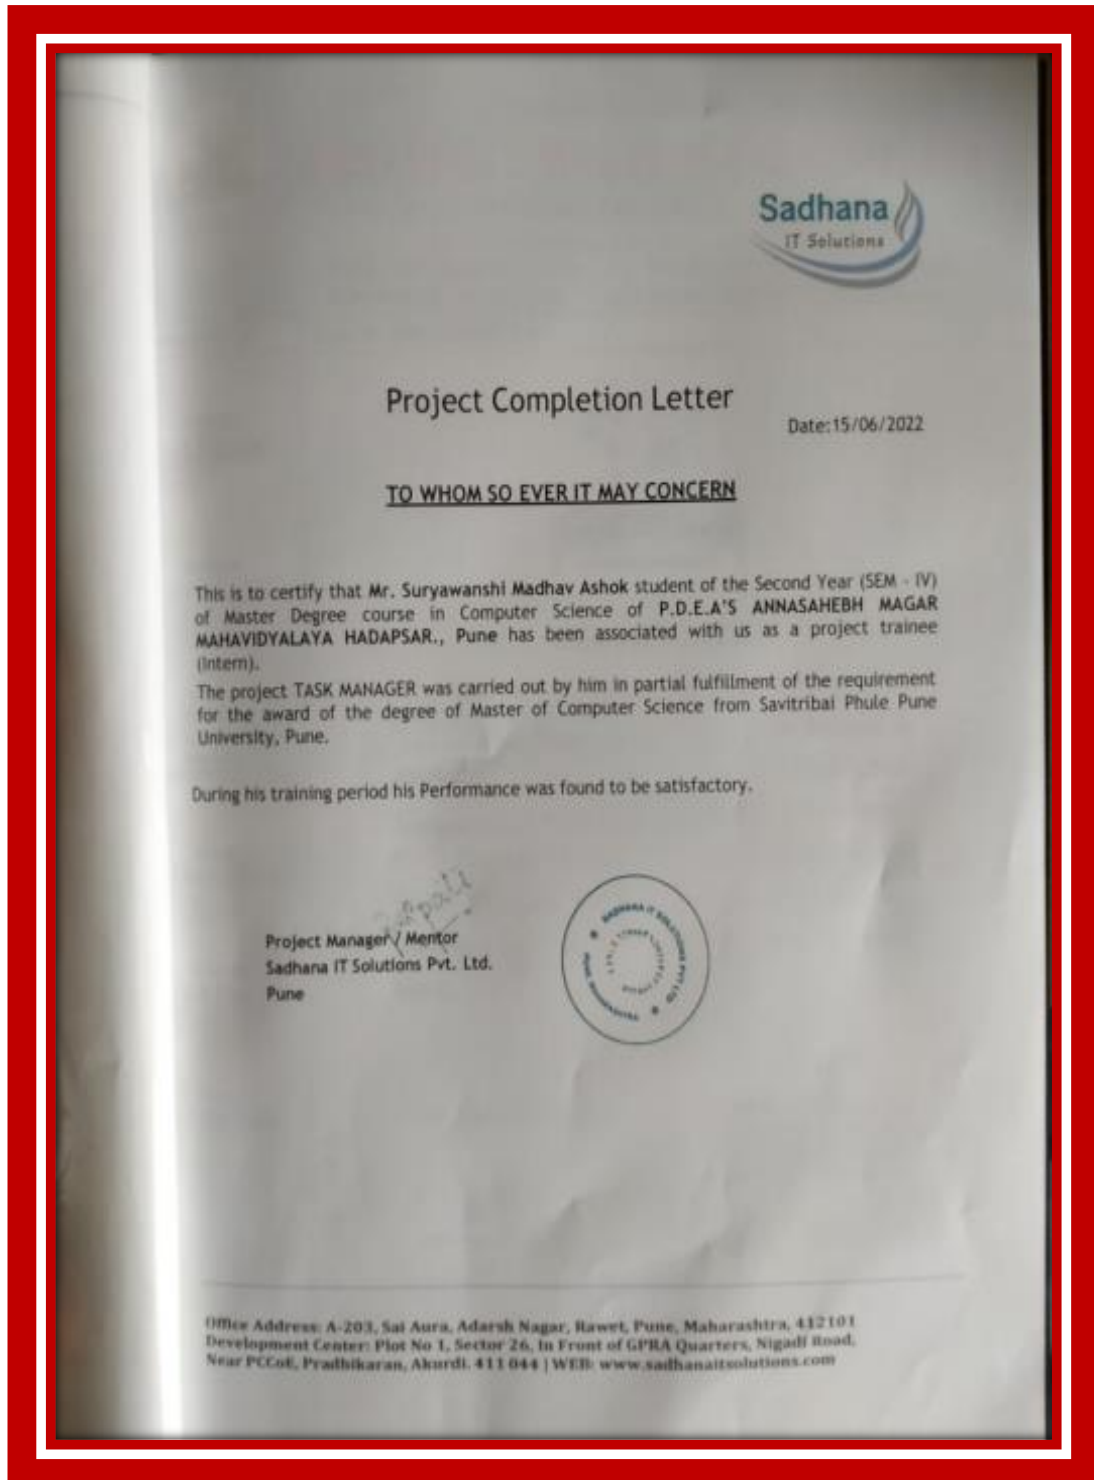 Sadhana
IT Solutions
Project Completion Letter
Date:15/06/2022
TO WHOM SO EVER IT MAY CONCERN
This is to certify that Mr. Suryawanshi Madhav Ashok student of the Second Year (SEM - IV)
of Master Degree course in Computer Science of P.D.E.A'S ANNASAHEBH MAGAR
MAHAVIDYALAYA HADAPSAR., Pune has been associated with us as a project trainee
(Intern).
The project TASK MANAGER was carried out by him in partial fulfillment of the requirement
for the award of the degree of Master of Computer Science from Savitribai Phule Pune
University, Pune.
During his training period his Performance was found to be satisfactory.
Project Manager / Mentor
Sadhana IT Solutions Pvt. Ltd.
Pune
SADHANA IT SOLUTIONS PVT LTD
Office Address: A-203, Sai Aura, Adarsh Nagar, Rawet, Pune, Maharashtra, 412101
Development Center: Plot No 1, Sector 26, In Front of GPRA Quarters, Nigadi Road,
Near PCCoE, Pradhikaran, Akurdi. 411 044 | WEB: www.sadhanaitsolutions.com